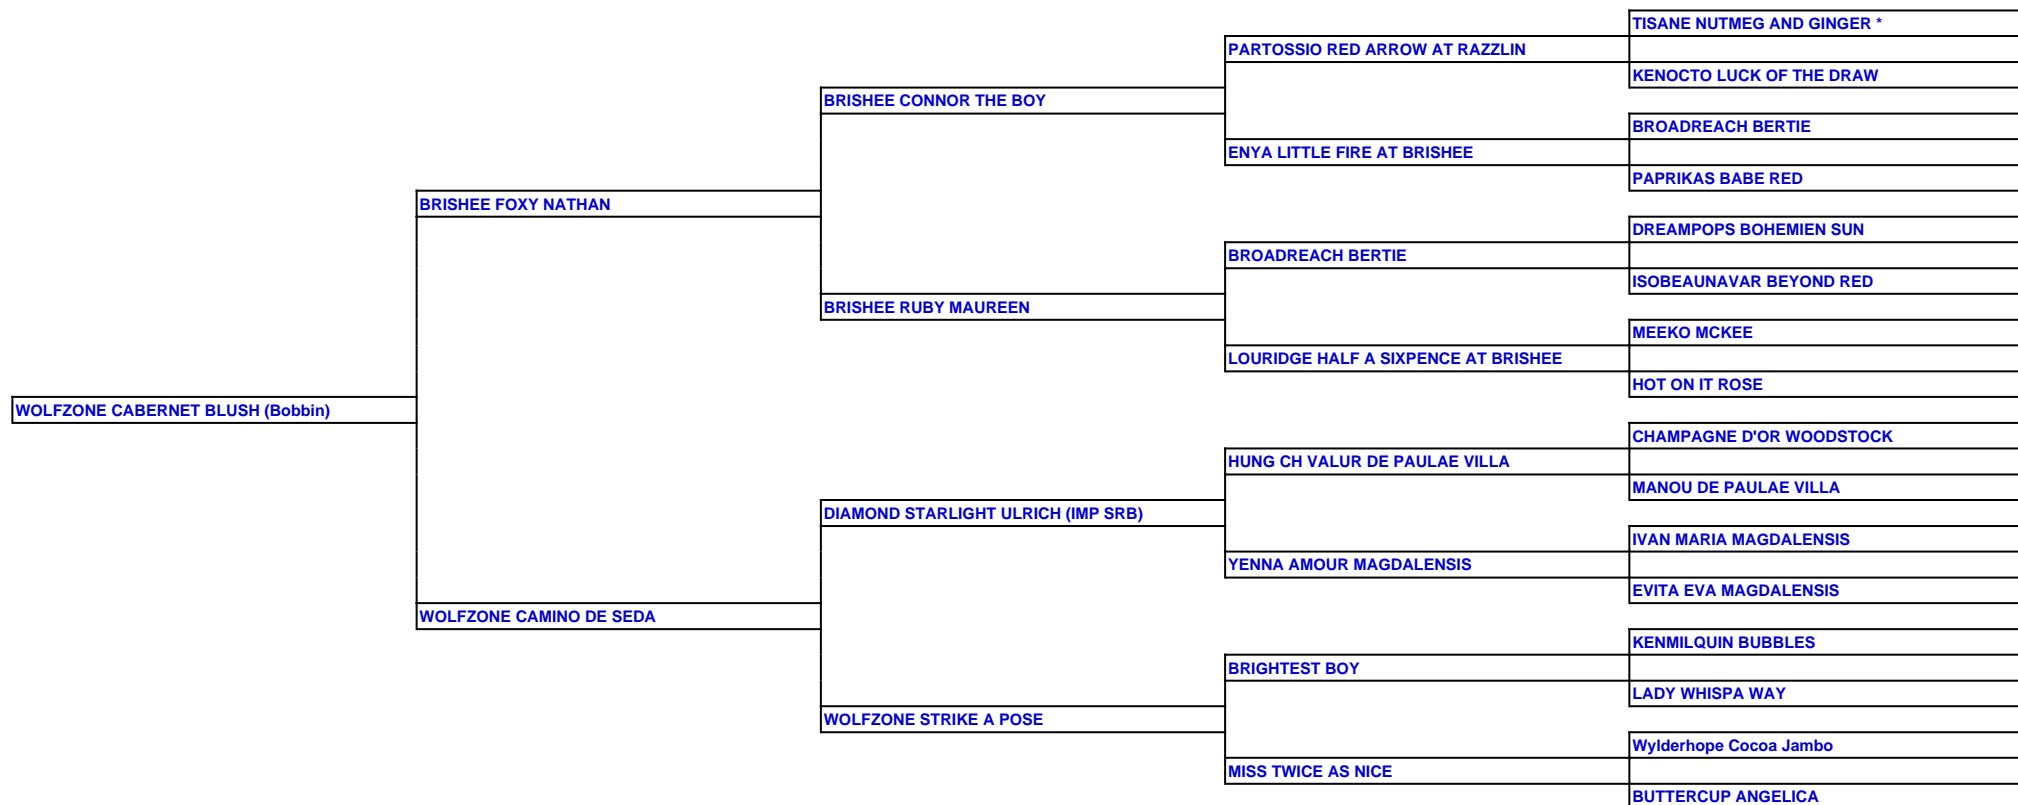 TISANE NUTMEG AND GINGER *
PARTOSSIO RED ARROW AT RAZZLIN
KENOCTO LUCK OF THE DRAW
BRISHEE CONNOR THE BOY
BROADREACH BERTIE
ENYA LITTLE FIRE AT BRISHEE
PAPRIKAS BABE RED
BRISHEE FOXY NATHAN
DREAMPOPS BOHEMIEN SUN
BROADREACH BERTIE
ISOBEAUNAVAR BEYOND RED
BRISHEE RUBY MAUREEN
MEEKO MCKEE
LOURIDGE HALF A SIXPENCE AT BRISHEE
HOT ON IT ROSE
WOLFZONE CABERNET BLUSH (Bobbin)
CHAMPAGNE D'OR WOODSTOCK
HUNG CH VALUR DE PAULAE VILLA
MANOU DE PAULAE VILLA
DIAMOND STARLIGHT ULRICH (IMP SRB)
IVAN MARIA MAGDALENSIS
YENNA AMOUR MAGDALENSIS
EVITA EVA MAGDALENSIS
WOLFZONE CAMINO DE SEDA
KENMILQUIN BUBBLES
BRIGHTEST BOY
LADY WHISPA WAY
WOLFZONE STRIKE A POSE
Wylderhope Cocoa Jambo
MISS TWICE AS NICE
BUTTERCUP ANGELICA